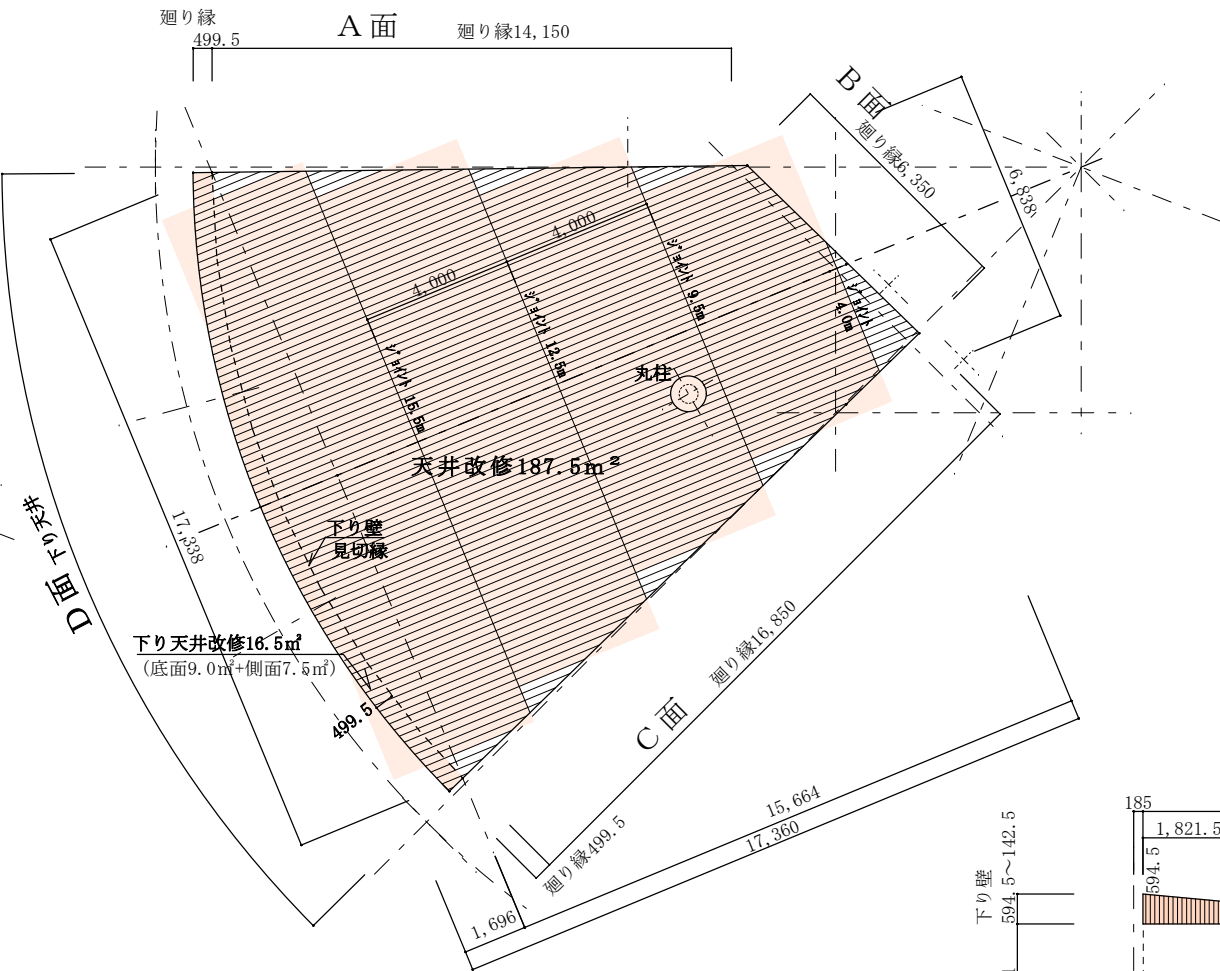 廻り縁
499.5
A面
廻り縁14,150
B面
廻り縁6,350
6,838
4,000
4,000
ジョイント 9.5m
ジョイント 12.5m
ジョイント 15.5m
ジョイント
4.0m
丸柱
天井改修187.5m²
下り壁
見切縁
17,338
D面 下り天井
下り天井改修16.5㎡
(底面9.0㎡+側面7.5㎡)
499.5
C面
廻り縁16,850
廻り縁499.5
15,664
17,360
1,696
185
1,821.5
594.5
下り壁
594.5～142.5